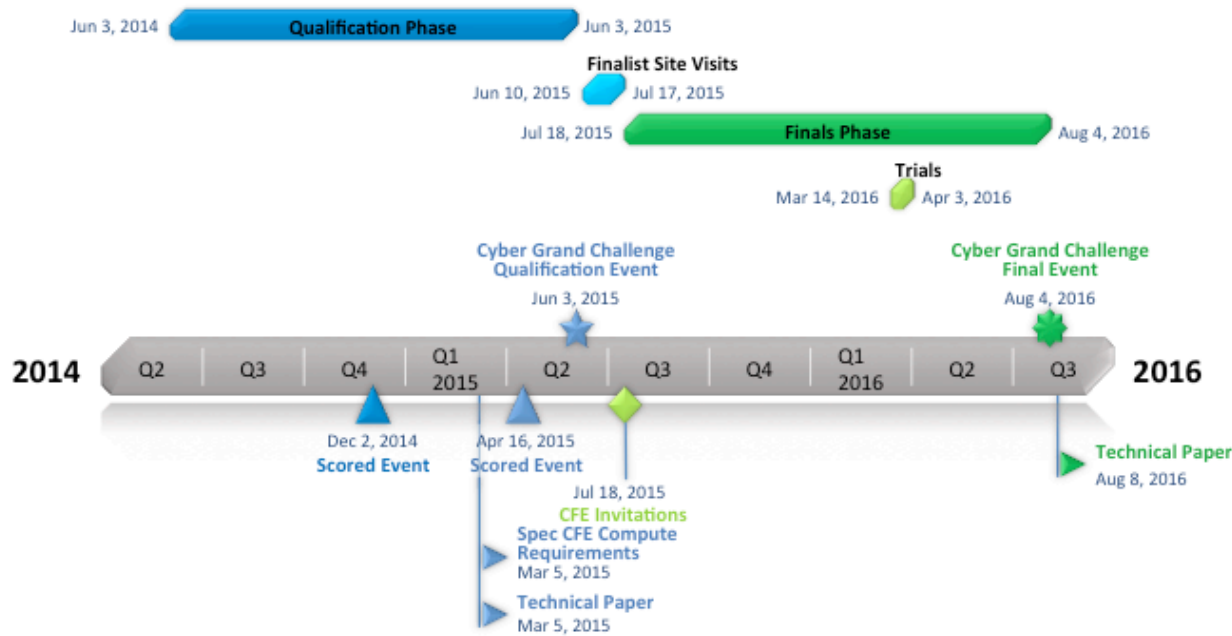 Jun 3, 2014
Qualification Phase
Jun 3, 2015
Finalist Site Visits
Jun 10, 2015
Jul 17, 2015
Jul 18, 2015
Finals Phase
Aug 4, 2016
Trials
Mar 14, 2016
Apr 3, 2016
Cyber Grand Challenge
Qualification Event
Jun 3, 2015
Cyber Grand Challenge
Final Event
Aug 4, 2016
2014
Q2
Q3
Q4
Q1
2015
Q2
Q3
Q4
Q1
2016
Q2
Q3
2016
Dec 2, 2014
Scored Event
Apr 16, 2015
Scored Event
Jul 18, 2015
CFE Invitations
Technical Paper
Aug 8, 2016
Spec CFE Compute
Requirements
Mar 5, 2015
Technical Paper
Mar 5, 2015